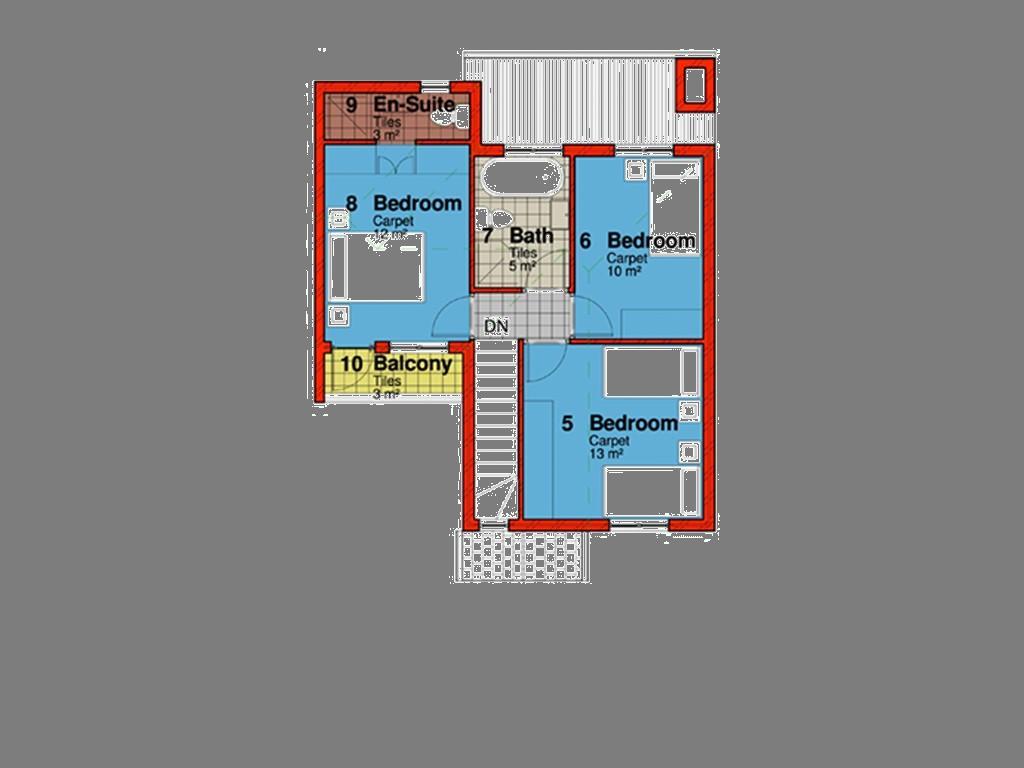 9 En-Suite
Tiles
3 m²
8 Bedroom
Carpet
12 m²
7 Bath
Tiles
5 m²
6 Bedroom
Carpet
10 m²
DN
10 Balcony
Tiles
3 m²
5 Bedroom
Carpet
13 m²